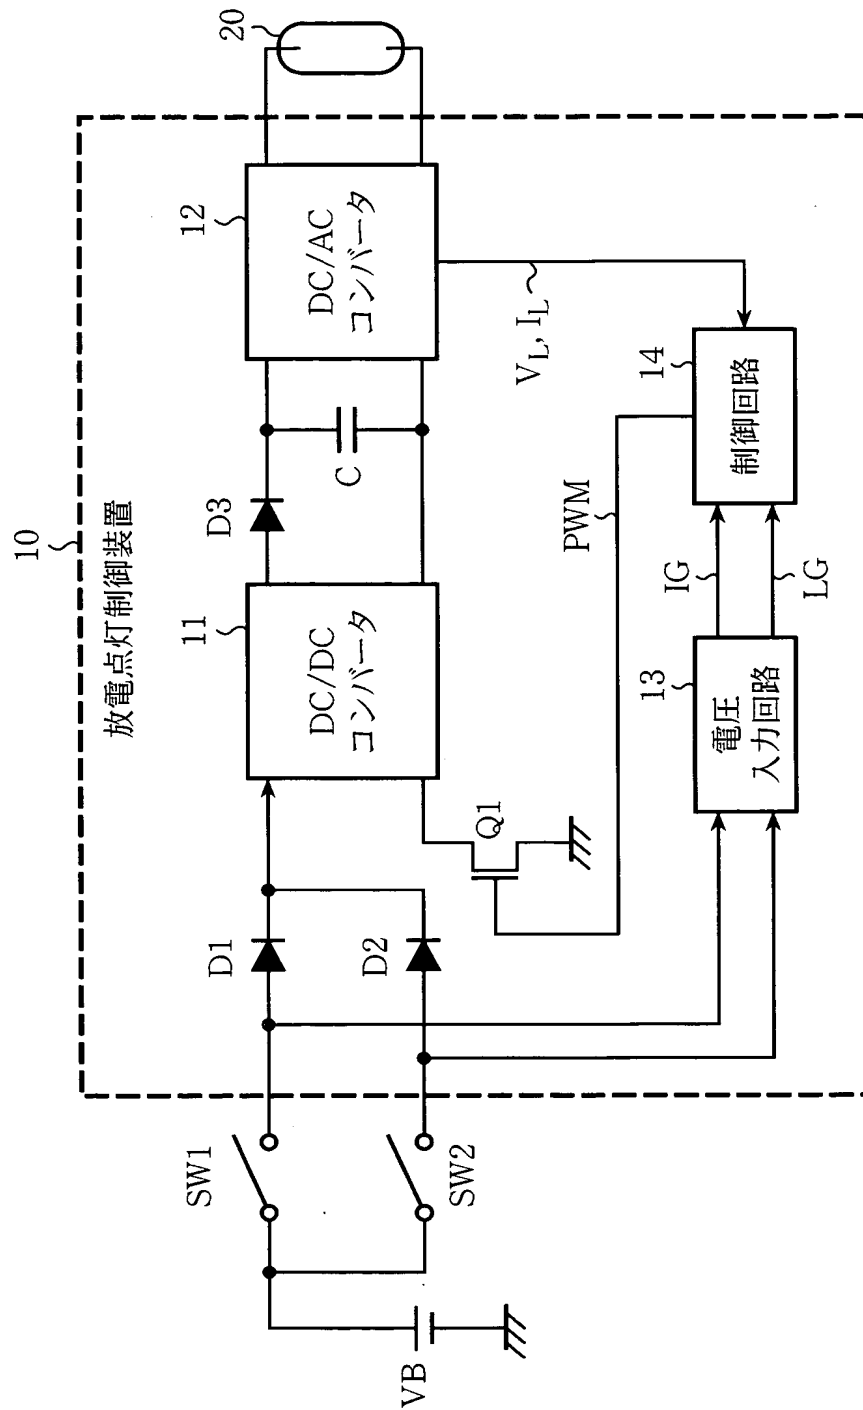 10
放電点灯制御装置
VB
SW1
SW2
D1
D2
Q1
11
DC/DC
コンバータ
D3
C
12
DC/AC
コンバータ
20
PWM
V_L, I_L
13
電圧
入力回路
IG
LG
14
制御回路